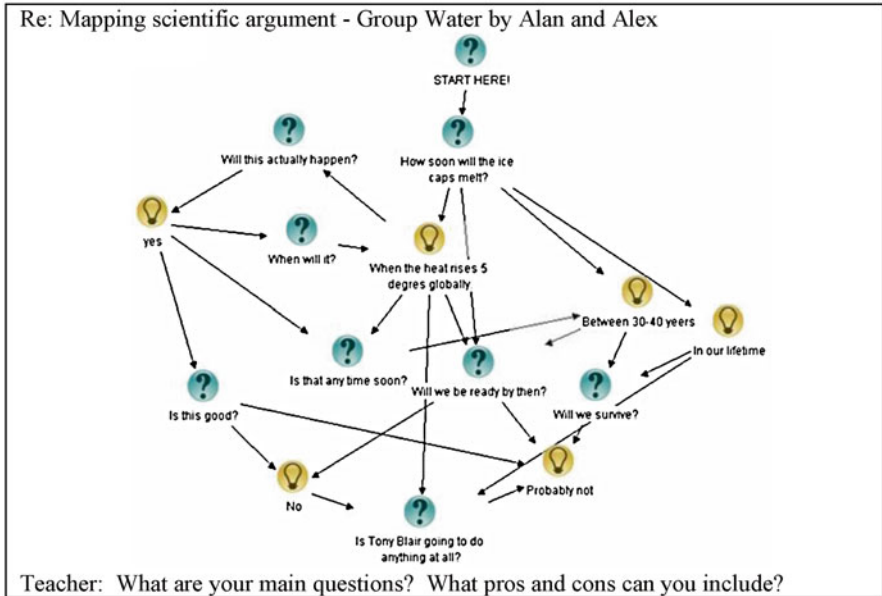 Re: Mapping scientific argument - Group Water by Alan and Alex
?
START HERE!
?
?
Will this actually happen?
How soon will the ice
caps melt?
yes
?
When will it?
When the heat rises 5
degres globally
Between 30-40 yeers
In our lifetime
?
Is that any time soon?
?
Will we be ready by then?
?
Is this good?
?
Will we survive?
No
Probably not
?
Is Tony Blair going to do
anything at all?
Teacher: What are your main questions? What pros and cons can you include?